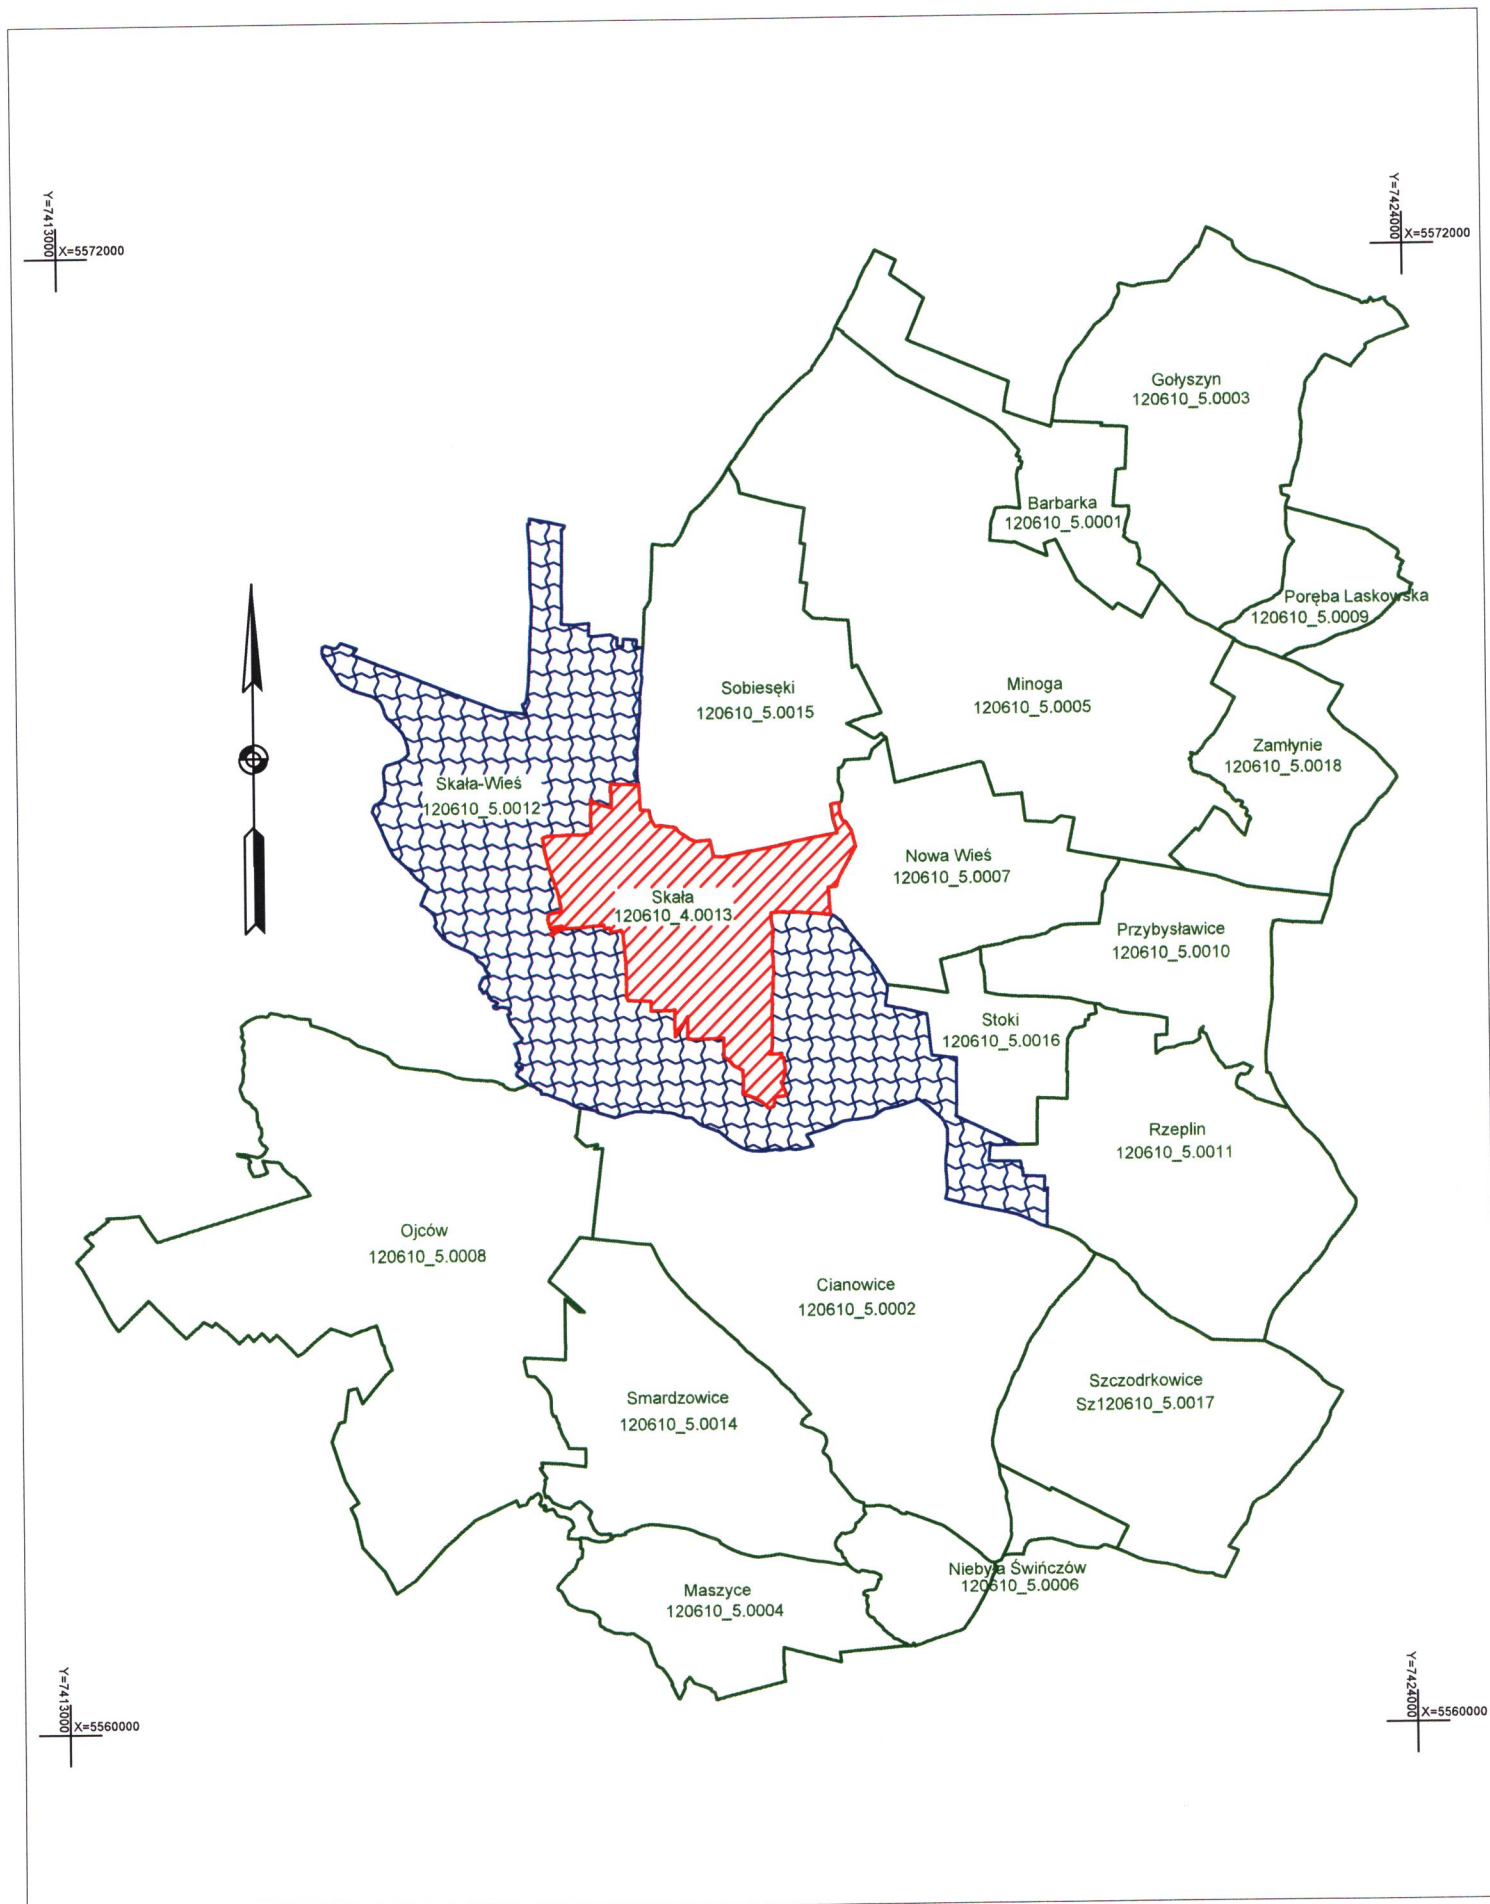 Y=7413000
X=5572000
Y=7424000
X=5572000
Gołyszyn
120610_5.0003
Barbarka
120610_5.0001
Poręba Laskowska
120610_5.0009
Sobiesęki
120610_5.0015
Minoga
120610_5.0005
Zamłynie
120610_5.0018
Skała-Wieś
120610_5.0012
Nowa Wieś
120610_5.0007
Skała
120610_4.0013
Przybysławice
120610_5.0010
Stoki
120610_5.0016
Rzeplin
120610_5.0011
Ojców
120610_5.0008
Cianowice
120610_5.0002
Smardzowice
120610_5.0014
Szczodrkowice
Sz120610_5.0017
Niebyła Świńczów
120610_5.0006
Maszyce
120610_5.0004
Y=7413000
X=5560000
Y=7424000
X=5560000